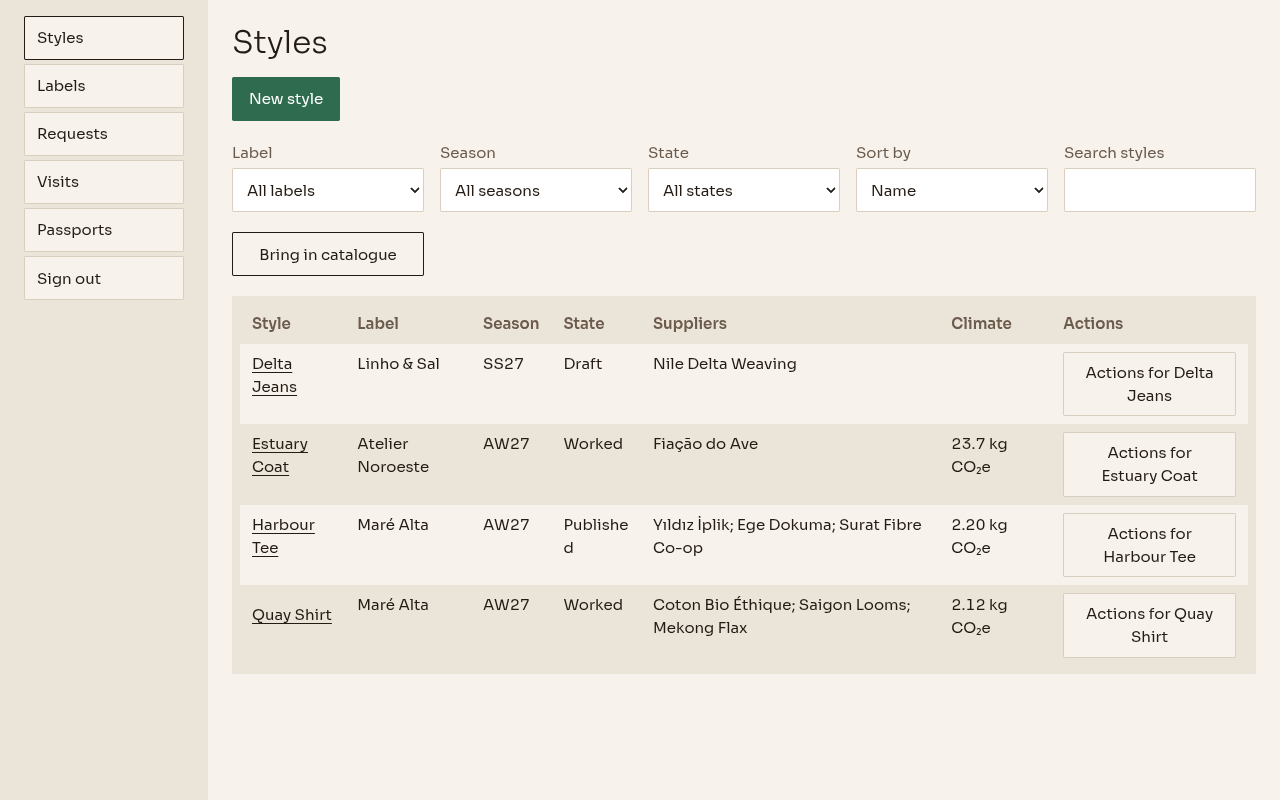 Styles
Labels
Requests
Visits
Passports
Sign out
Styles
New style
Label
Season
State
Sort by
Search styles
All labels
All seasons
All states
Name
Bring in catalogue
Style
Label
Season
State
Suppliers
Climate
Actions
Delta
Jeans
Linho & Sal
SS27
Draft
Nile Delta Weaving
Actions for Delta
Jeans
Estuary
Coat
Atelier
Noroeste
AW27
Worked
Fiação do Ave
23.7 kg
CO₂e
Actions for
Estuary Coat
Harbour
Tee
Maré Alta
AW27
Publishe
d
Yıldız İplik; Ege Dokuma; Surat Fibre
Co-op
2.20 kg
CO₂e
Actions for
Harbour Tee
Quay Shirt
Maré Alta
AW27
Worked
Coton Bio Éthique; Saigon Looms;
Mekong Flax
2.12 kg
CO₂e
Actions for Quay
Shirt